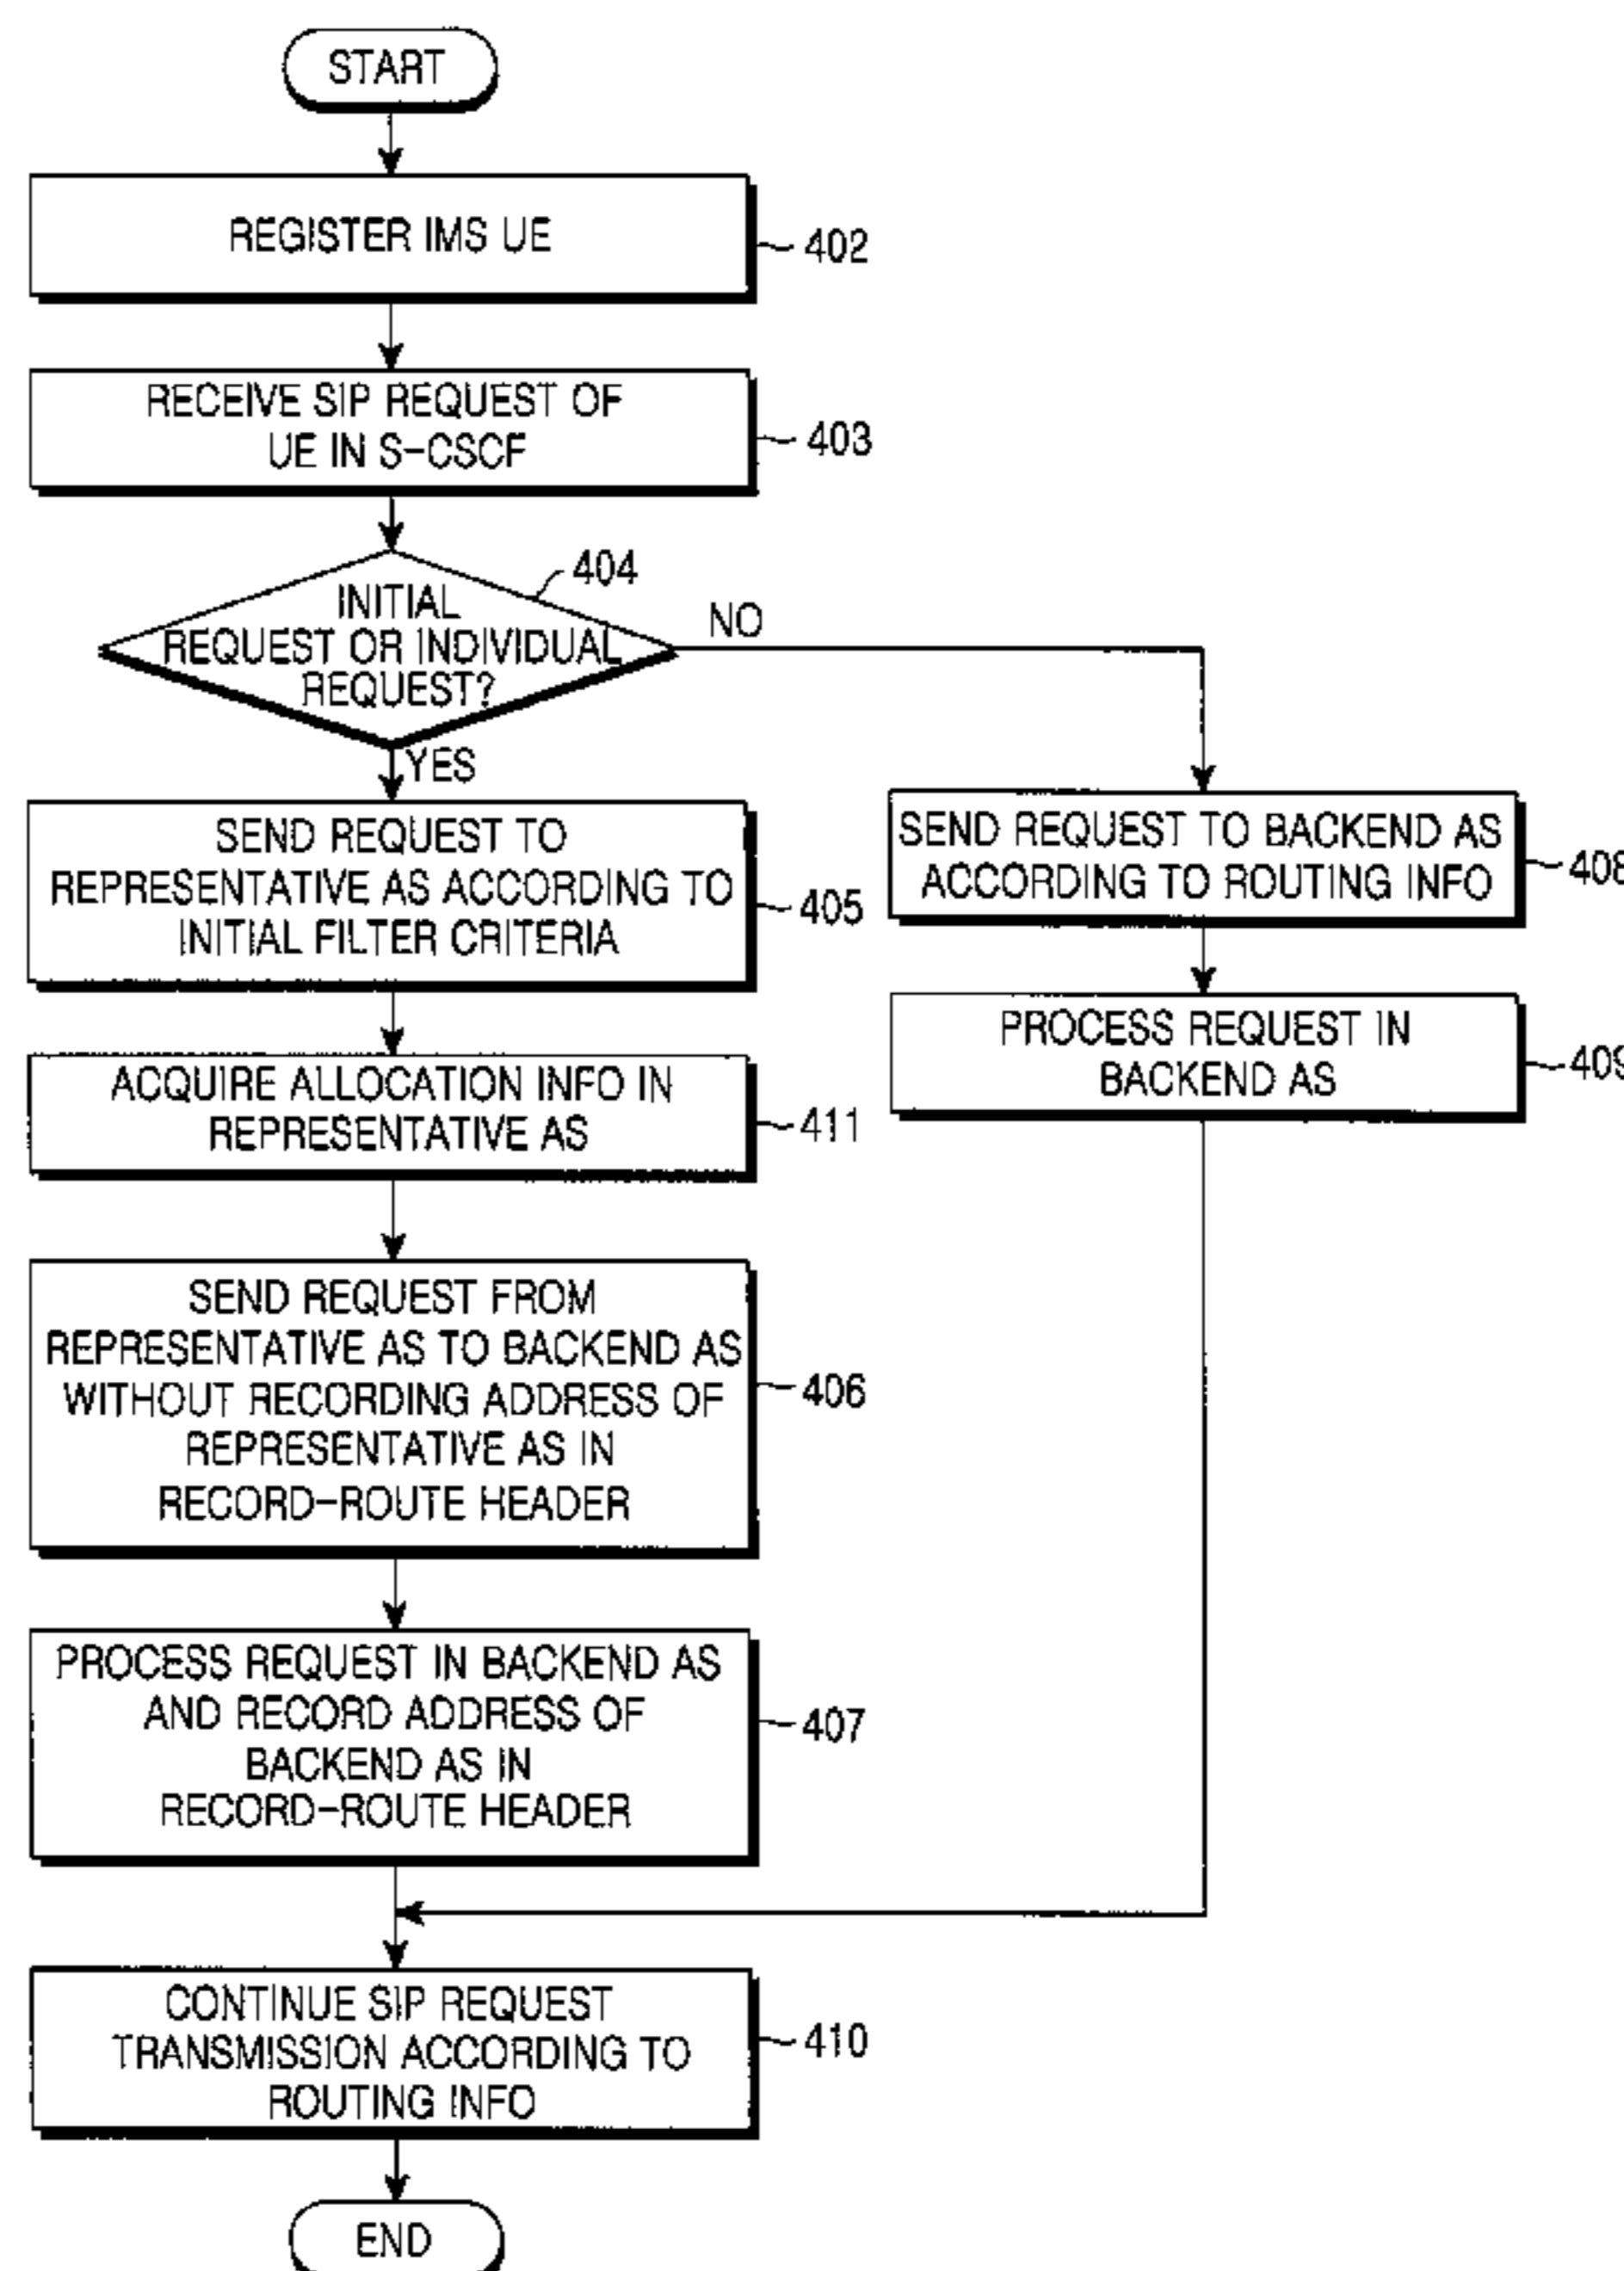 START
REGISTER IMS UE
402
RECEIVE SIP REQUEST OF
UE IN S-CSCF
403
404
INITIAL
REQUEST OR INDIVIDUAL
REQUEST?
NO
YES
SEND REQUEST TO
REPRESENTATIVE AS ACCORDING TO
INITIAL FILTER CRITERIA
405
SEND REQUEST TO BACKEND AS
ACCORDING TO ROUTING INFO
408
PROCESS REQUEST IN
BACKEND AS
409
ACQUIRE ALLOCATION INFO IN
REPRESENTATIVE AS
411
SEND REQUEST FROM
REPRESENTATIVE AS TO BACKEND AS
WITHOUT RECORDING ADDRESS OF
REPRESENTATIVE AS IN
RECORD-ROUTE HEADER
406
PROCESS REQUEST IN BACKEND AS
AND RECORD ADDRESS OF
BACKEND AS IN
RECORD-ROUTE HEADER
407
CONTINUE SIP REQUEST
TRANSMISSION ACCORDING TO
ROUTING INFO
410
END